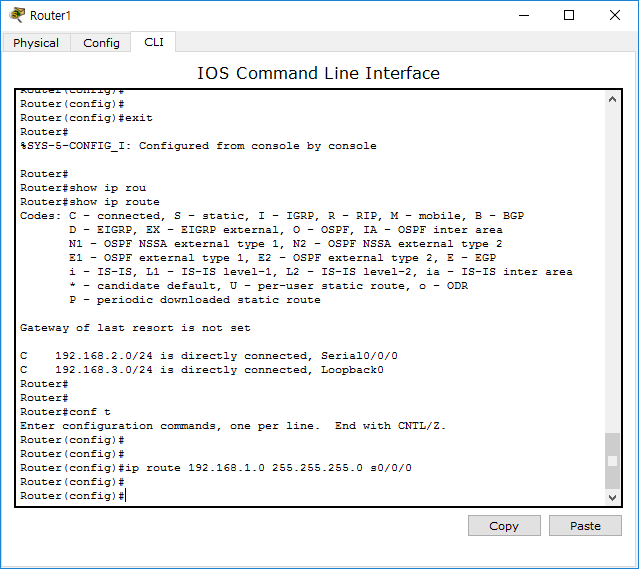 Router1
Physical Config CLI
IOS Command Line Interface
Router(config)#
Router(config)#
Router(config)#exit
Router#
%SYS-5-CONFIG_I: Configured from console by console
Router#
Router#show ip rou
Router#show ip route
Codes: C - connected, S - static, I - IGRP, R - RIP, M - mobile, B - BGP
D - EIGRP, EX - EIGRP external, O - OSPF, IA - OSPF inter area
N1 - OSPF NSSA external type 1, N2 - OSPF NSSA external type 2
E1 - OSPF external type 1, E2 - OSPF external type 2, E - EGP
i - IS-IS, L1 - IS-IS level-1, L2 - IS-IS level-2, ia - IS-IS inter area
* - candidate default, U - per-user static route, o - ODR
P - periodic downloaded static route
Gateway of last resort is not set
C    192.168.2.0/24 is directly connected, Serial0/0/0
C    192.168.3.0/24 is directly connected, Loopback0
Router#
Router#
Router#conf t
Enter configuration commands, one per line.  End with CNTL/Z.
Router(config)#
Router(config)#
Router(config)#ip route 192.168.1.0 255.255.255.0 s0/0/0
Router(config)#
Router(config)#
Copy Paste